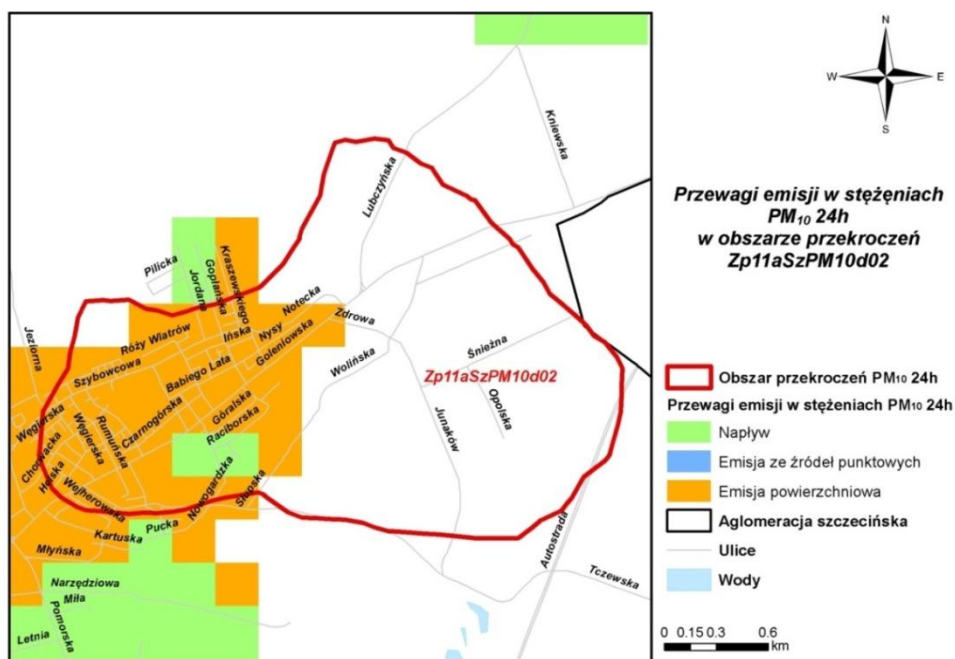 Kniewska
Lubczyńska
Pilicka
Jordana
Goplańska
Kraszewskiego
Notecka
Zdrowa
Jeziorna
Róży Wiatrów
Ińska
Nysy
Goleniowska
Wolińska
Śnieżna
Szybowcowa
Babiego Lata
Zp11aSzPM10d02
Opolska
Junaków
Węgierska
Węgierska
Rumuńska
Czarnogórska
Góralska
Raciborska
Chorwacka
Helska
Wejherowska
Nowogardzka
Słupska
Pucka
Kartuska
Młyńska
Autostrada
Tczewska
Narzędziowa
Miła
Pomorska
Letnia
N
W E
S
Przewagi emisji w stężeniach
PM₁₀ 24h
w obszarze przekroczeń
Zp11aSzPM10d02
Obszar przekroczeń PM₁₀ 24h
Przewagi emisji w stężeniach PM₁₀ 24h
Napływ
Emisja ze źródeł punktowych
Emisja powierzchniowa
Aglomeracja szczecińska
Ulice
Wody
0 0.15 0.3 0.6
km